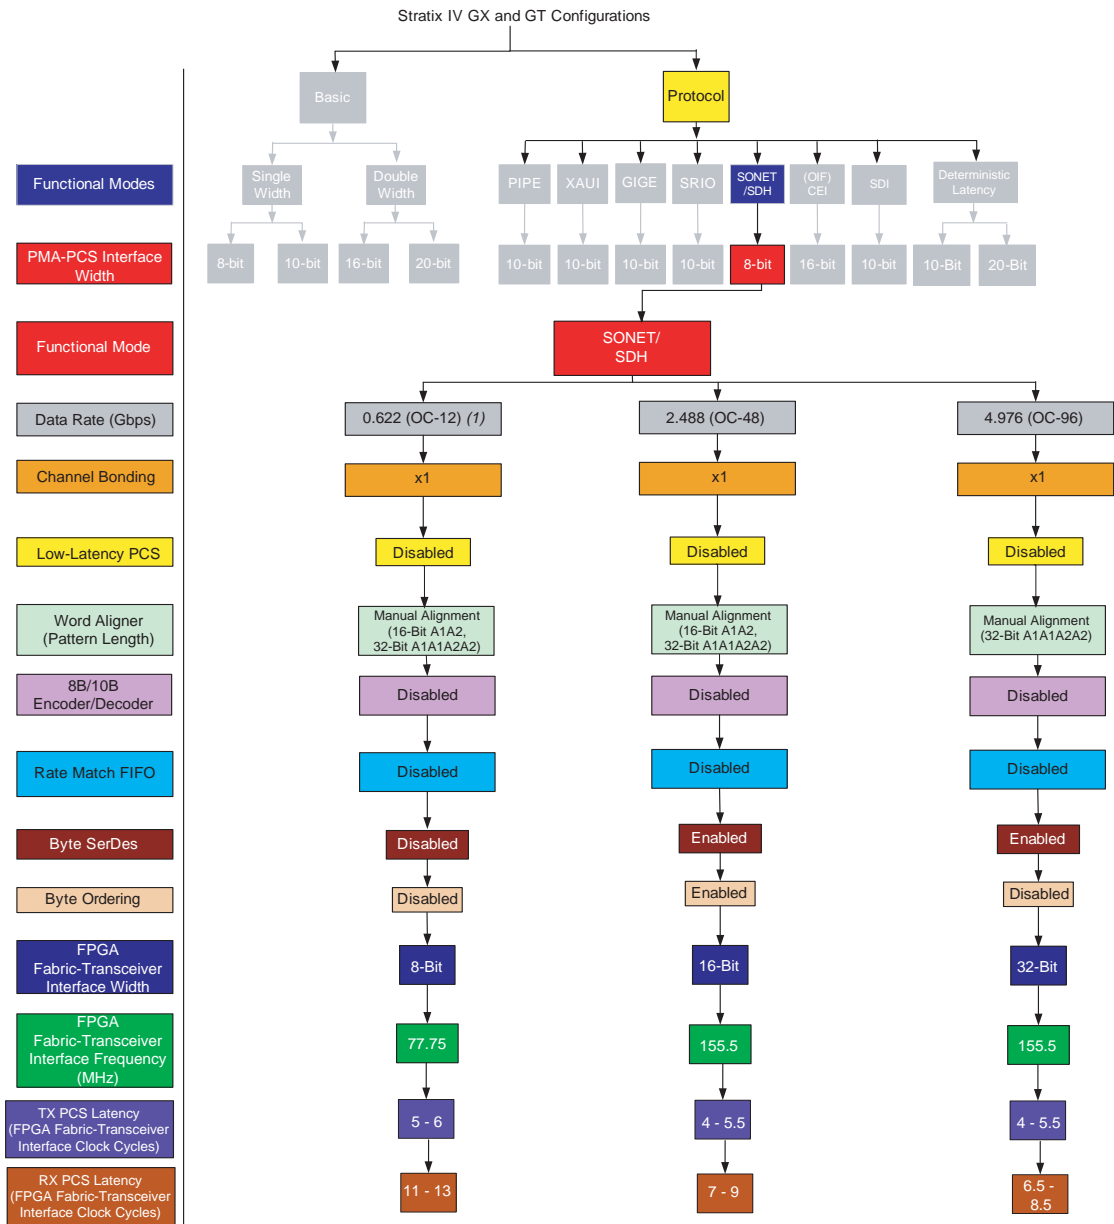 Stratix IV GX and GT Configurations
Basic
Protocol
Functional Modes
Single
Width
Double
Width
PIPE
XAUI
GIGE
SRIO
SONET
/SDH
(OIF)
CEI
SDI
Deterministic
Latency
PMA-PCS Interface
Width
8-bit
10-bit
16-bit
20-bit
10-bit
10-bit
10-bit
10-bit
8-bit
16-bit
10-bit
10-Bit
20-Bit
Functional Mode
SONET/
SDH
Data Rate (Gbps)
0.622 (OC-12) (1)
2.488 (OC-48)
4.976 (OC-96)
Channel Bonding
x1
x1
x1
Low-Latency PCS
Disabled
Disabled
Disabled
Word Aligner
(Pattern Length)
Manual Alignment
(16-Bit A1A2,
32-Bit A1A1A2A2)
Manual Alignment
(16-Bit A1A2,
32-Bit A1A1A2A2)
Manual Alignment
(32-Bit A1A1A2A2)
8B/10B
Encoder/Decoder
Disabled
Disabled
Disabled
Rate Match FIFO
Disabled
Disabled
Disabled
Byte SerDes
Disabled
Enabled
Enabled
Byte Ordering
Disabled
Enabled
Disabled
FPGA
Fabric-Transceiver
Interface Width
8-Bit
16-Bit
32-Bit
FPGA
Fabric-Transceiver
Interface Frequency
(MHz)
77.75
155.5
155.5
TX PCS Latency
(FPGA Fabric-Transceiver
Interface Clock Cycles)
5 - 6
4 - 5.5
4 - 5.5
RX PCS Latency
(FPGA Fabric-Transceiver
Interface Clock Cycles)
11 - 13
7 - 9
6.5 -
8.5